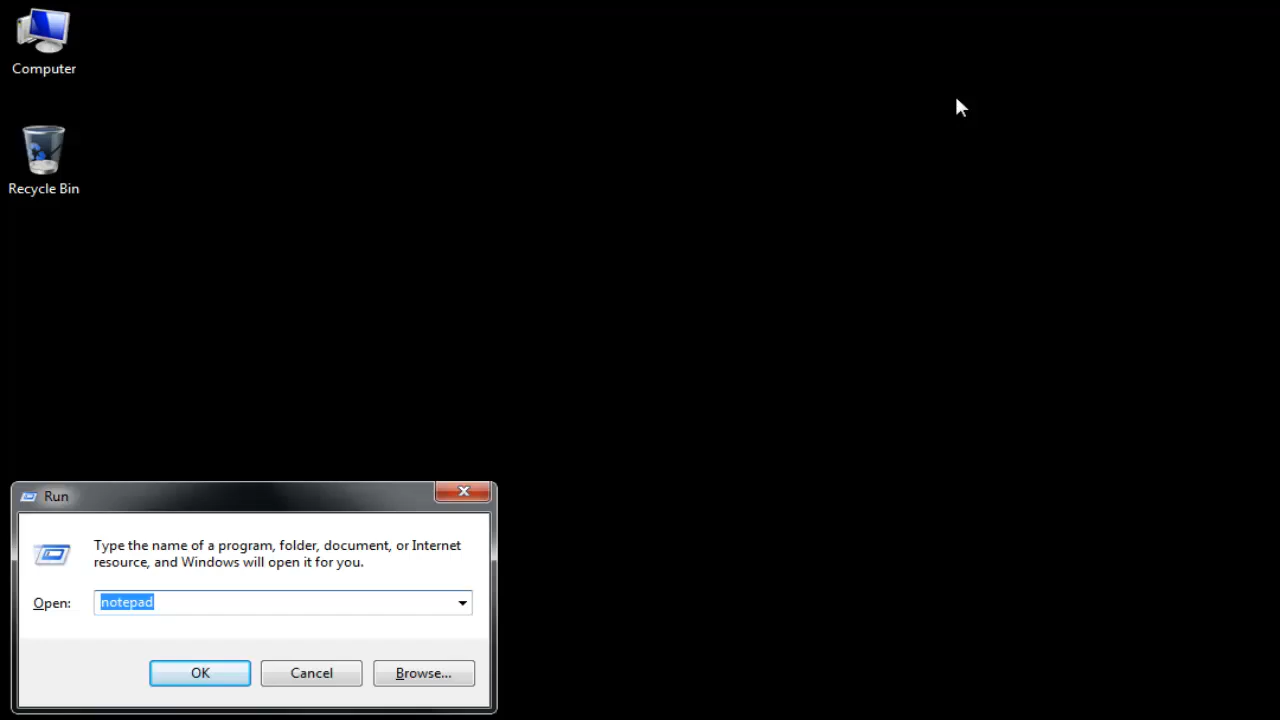 Computer
Recycle Bin
Run
Type the name of a program, folder, document, or Internet
resource, and Windows will open it for you.
Open: notepad
OK Cancel Browse...